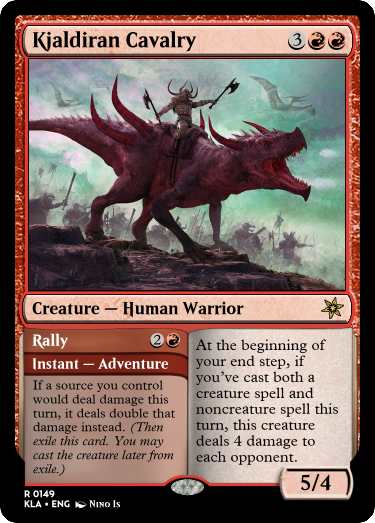 Kjaldiran Cavalry 3
Creature — Human Warrior
Rally 2
Instant — Adventure
If a source you control
would deal damage this
turn, it deals double that
damage instead. (Then
exile this card. You may
cast the creature later from
exile.)
At the beginning of
your end step, if
you've cast both a
creature spell and
noncreature spell this
turn, this creature
deals 4 damage to
each opponent.
5/4
R 0149
KLA • ENG Nino Is